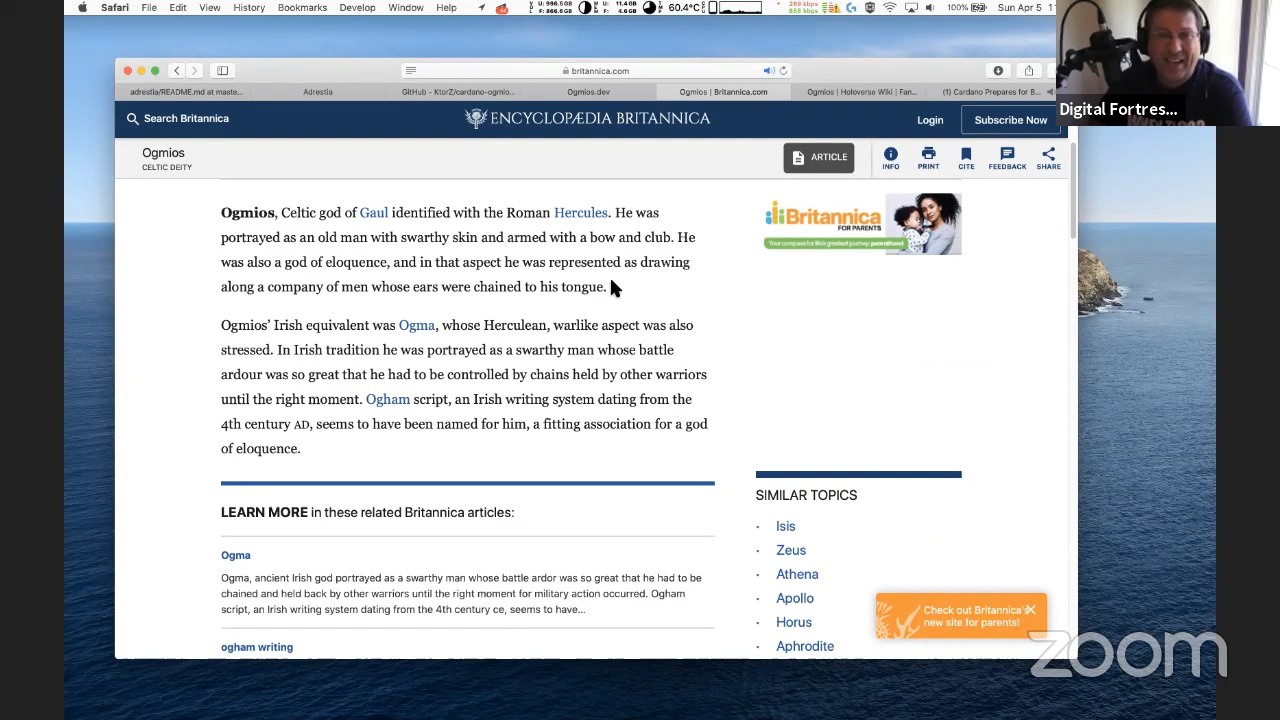 Safari File Edit View History Bookmarks Develop Window Help
60.4°C
100%
Sun Apr 5
britannica.com
adrestia/README.md at maste...
Adrestia
GitHub - KtorZ/cardano-ogmio...
Ogmios.dev
Ogmios | Britannica.com
Ogmios | Holoverse Wiki | Fan...
(1) Cardano Prepares for B...
Digital Fortres...
Search Britannica
ENCYCLOPÆDIA BRITANNICA
Login
Subscribe Now
Ogmios
CELTIC DEITY
ARTICLE
INFO
PRINT
CITE
FEEDBACK
SHARE
Ogmios, Celtic god of Gaul identified with the Roman Hercules. He was
portrayed as an old man with swarthy skin and armed with a bow and club. He
was also a god of eloquence, and in that aspect he was represented as drawing
along a company of men whose ears were chained to his tongue.
Ogmios’ Irish equivalent was Ogma, whose Herculean, warlike aspect was also
stressed. In Irish tradition he was portrayed as a swarthy man whose battle
ardour was so great that he had to be controlled by chains held by other warriors
until the right moment. Ogham script, an Irish writing system dating from the
4th century AD, seems to have been named for him, a fitting association for a god
of eloquence.
LEARN MORE in these related Britannica articles:
Ogma
Ogma, ancient Irish god portrayed as a swarthy man whose battle ardor was so great that he had to be
chained and held back by other warriors until the right moment for military action occurred. Ogham
script, an Irish writing system dating from the 4th century ce, seems to have...
ogham writing
Britannica
FOR PARENTS
Your compass for life's greatest journey: parenthood
SIMILAR TOPICS
Isis
Zeus
Athena
Apollo
Horus
Aphrodite
Check out Britannica's
new site for parents!
zoom